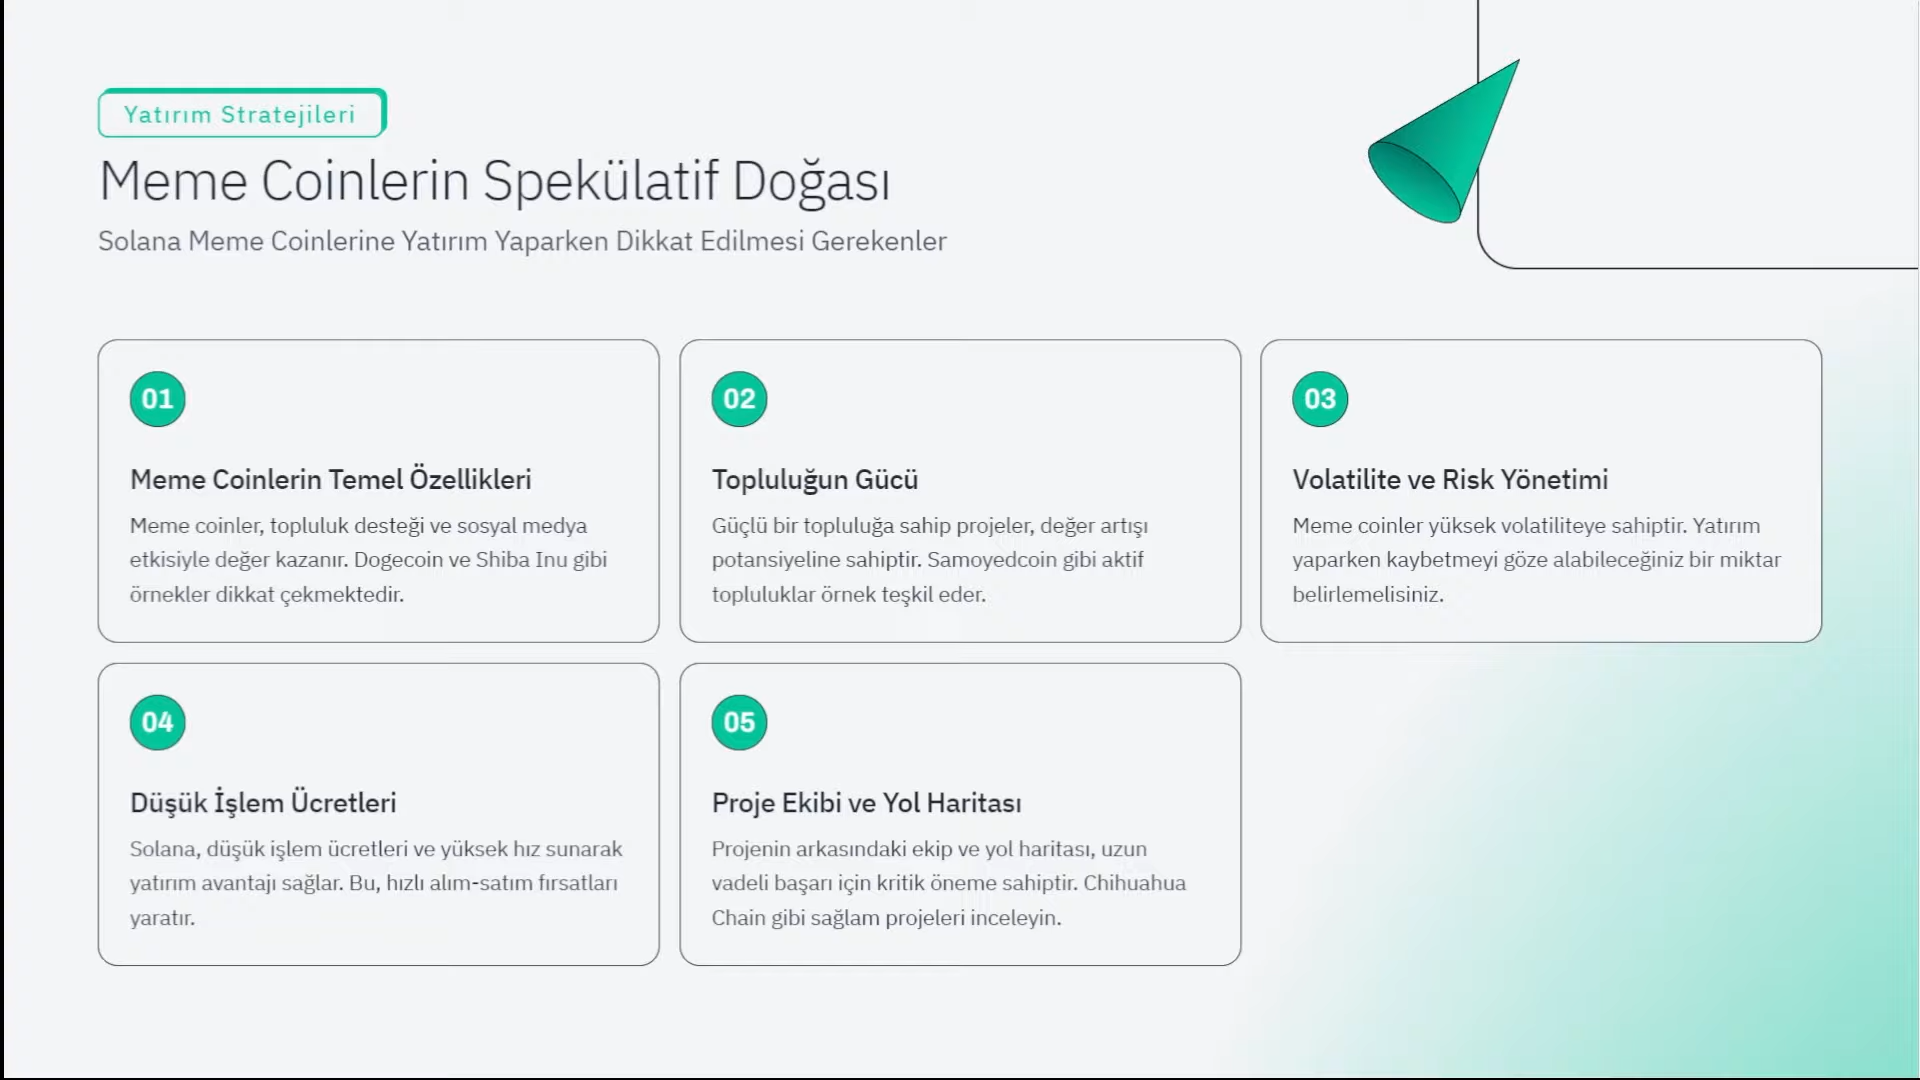 Yatırım Stratejileri
Meme Coinlerin Spekülatif Doğası
Solana Meme Coinlerine Yatırım Yaparken Dikkat Edilmesi Gerekenler
01
Meme Coinlerin Temel Özellikleri
Meme coinler, topluluk desteği ve sosyal medya
etkisiyle değer kazanır. Dogecoin ve Shiba Inu gibi
örnekler dikkat çekmektedir.
02
Topluluğun Gücü
Güçlü bir topluluğa sahip projeler, değer artışı
potansiyeline sahiptir. Samoyedcoin gibi aktif
topluluklar örnek teşkil eder.
03
Volatilite ve Risk Yönetimi
Meme coinler yüksek volatiliteye sahiptir. Yatırım
yaparken kaybetmeyi göze alabileceğiniz bir miktar
belirlemelisiniz.
04
Düşük İşlem Ücretleri
Solana, düşük işlem ücretleri ve yüksek hız sunarak
yatırım avantajı sağlar. Bu, hızlı alım-satım fırsatları
yaratır.
05
Proje Ekibi ve Yol Haritası
Projenin arkasındaki ekip ve yol haritası, uzun
vadeli başarı için kritik öneme sahiptir. Chihuahua
Chain gibi sağlam projeleri inceleyin.